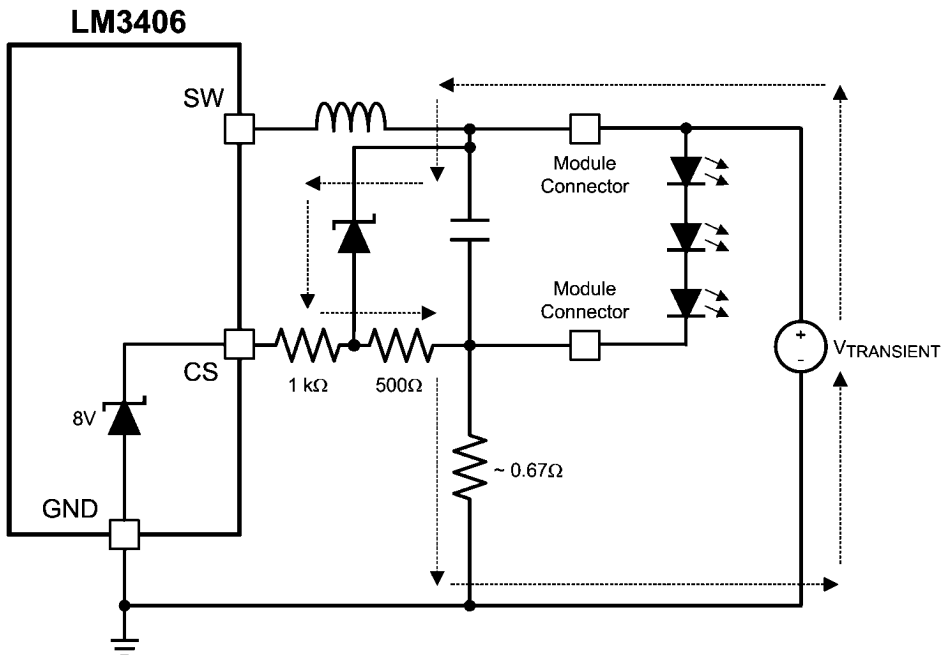 LM3406
SW
Module
Connector
Module
Connector
+
-
VTRANSIENT
CS
1 kΩ
500Ω
8V
~ 0.67Ω
GND